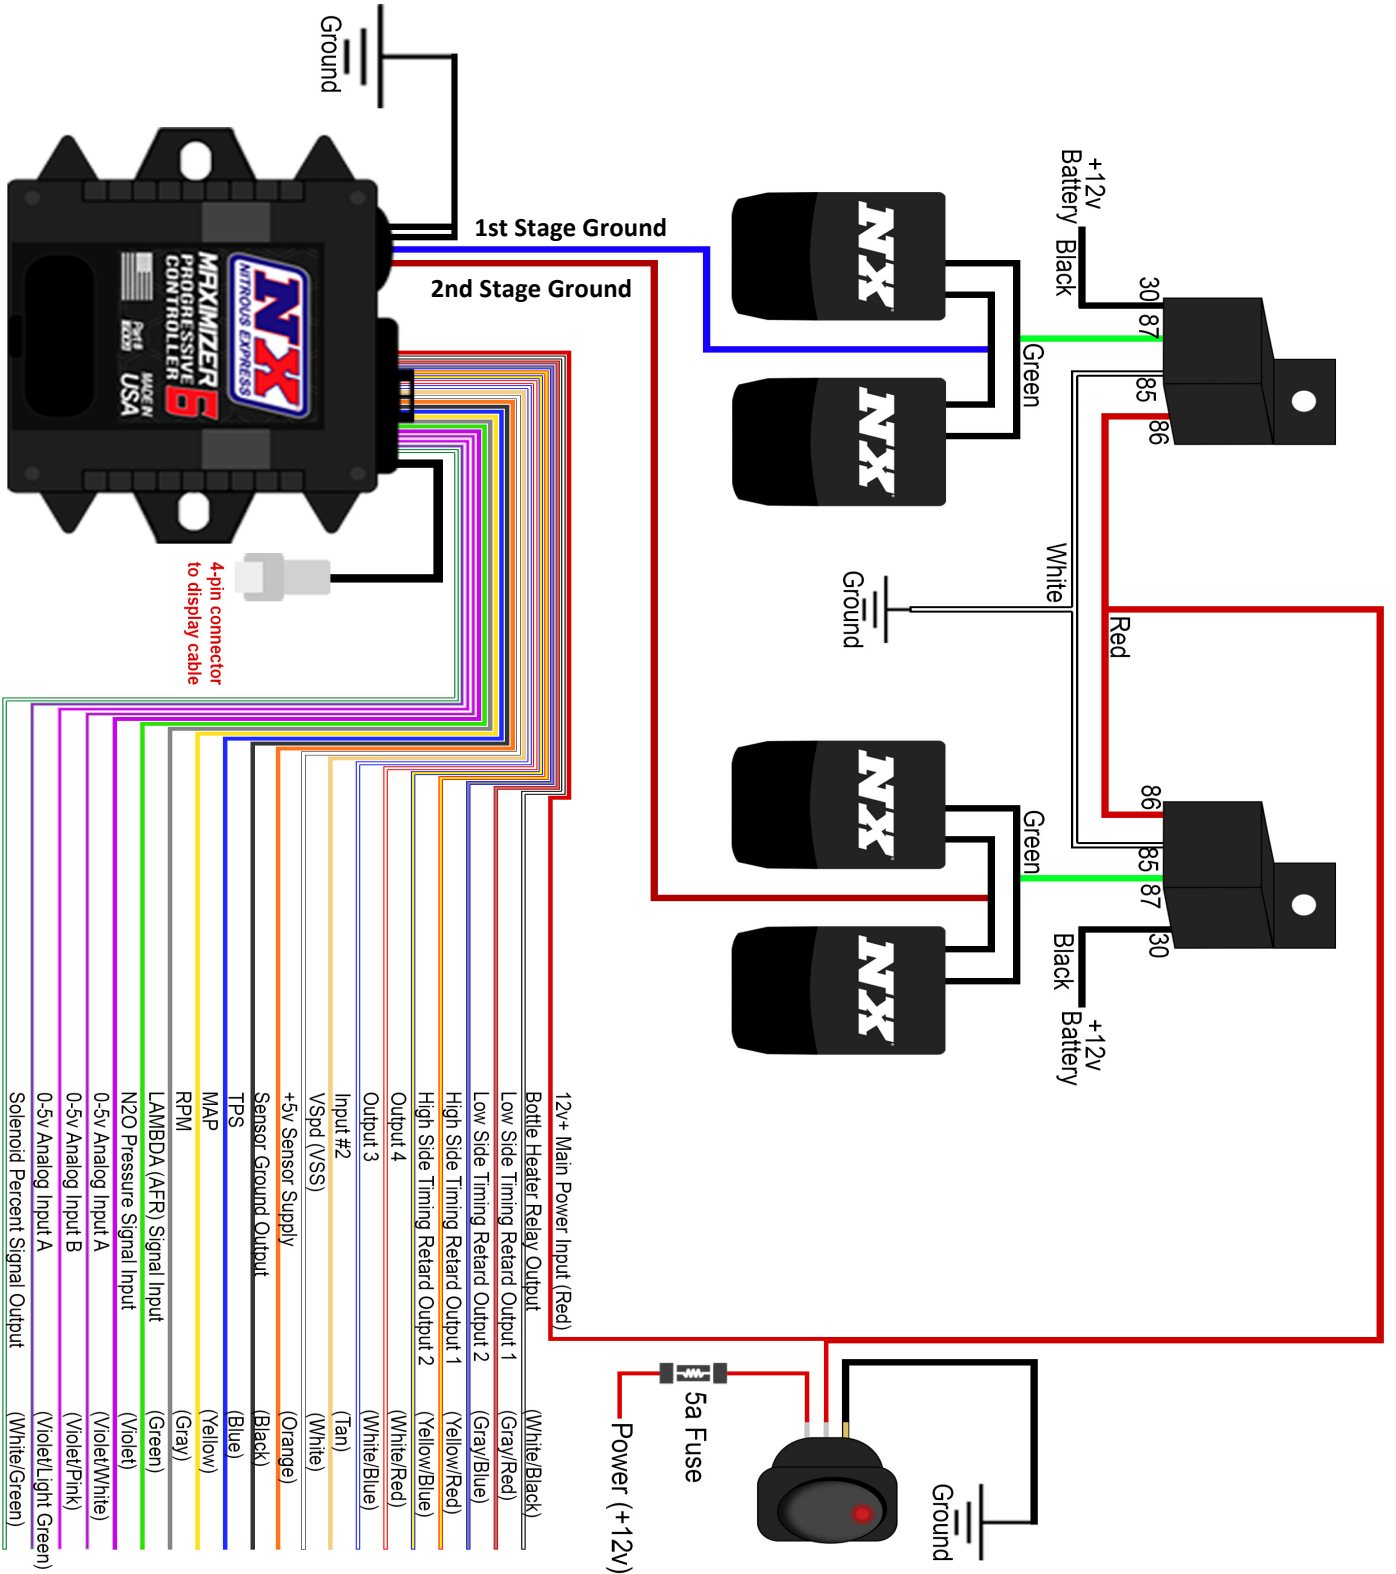 Ground
1st Stage Ground
2nd Stage Ground
NX
NITROUS EXPRESS
MAXIMIZER 6
PROGRESSIVE
CONTROLLER
MADE IN
USA
4-pin connector
to display cable
NX
NX
NX
NX
+12v
Battery
Black
30
87
85
86
Green
White
Red
Ground
86
85
87
30
Green
Black
+12v
Battery
12v+ Main Power Input (Red)
Bottle Heater Relay Output (White/Black)
Low Side Timing Retard Output 1 (Gray/Red)
Low Side Timing Retard Output 2 (Gray/Blue)
High Side Timing Retard Output 1 (Yellow/Red)
High Side Timing Retard Output 2 (Yellow/Blue)
Output 4 (White/Red)
Output 3 (White/Blue)
Input #2 (Tan)
VSpd (VSS) (White)
+5v Sensor Supply (Orange)
Sensor Ground Output (Black)
TPS (Blue)
MAP (Yellow)
RPM (Gray)
LAMBDA (AFR) Signal Input (Green)
N2O Pressure Signal Input (Violet)
0-5v Analog Input A (Violet/White)
0-5v Analog Input B (Violet/Pink)
0-5v Analog Input A (Violet/Light Green)
Solenoid Percent Signal Output (White/Green)
5a Fuse
Power (+12v)
Ground